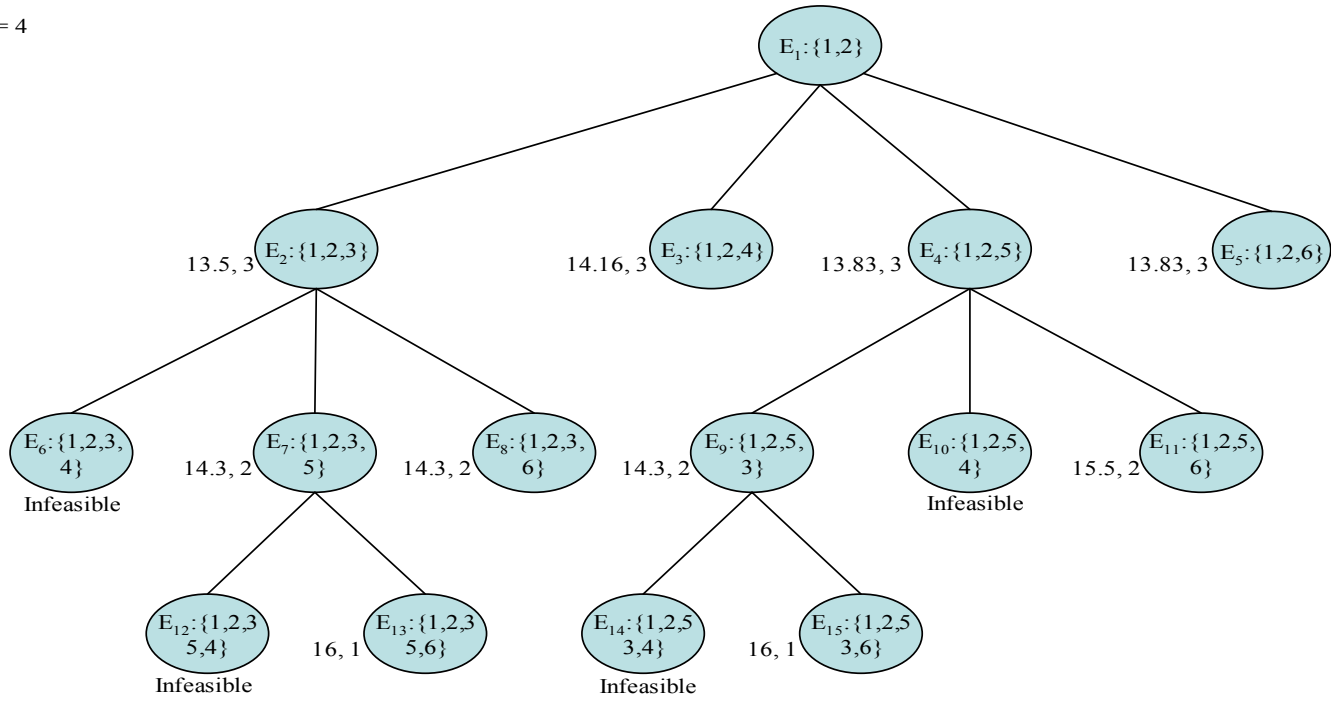 = 4
E₁:{1,2}
13.5, 3
E₂:{1,2,3}
14.16, 3
E₃:{1,2,4}
13.83, 3
E₄:{1,2,5}
13.83, 3
E₅:{1,2,6}
E₆:{1,2,3,
4}
Infeasible
14.3, 2
E₇:{1,2,3,
5}
14.3, 2
E₈:{1,2,3,
6}
14.3, 2
E₉:{1,2,5,
3}
E₁₀:{1,2,5,
4}
Infeasible
15.5, 2
E₁₁:{1,2,5,
6}
E₁₂:{1,2,3
5,4}
Infeasible
16, 1
E₁₃:{1,2,3
5,6}
E₁₄:{1,2,5
3,4}
Infeasible
16, 1
E₁₅:{1,2,5
3,6}